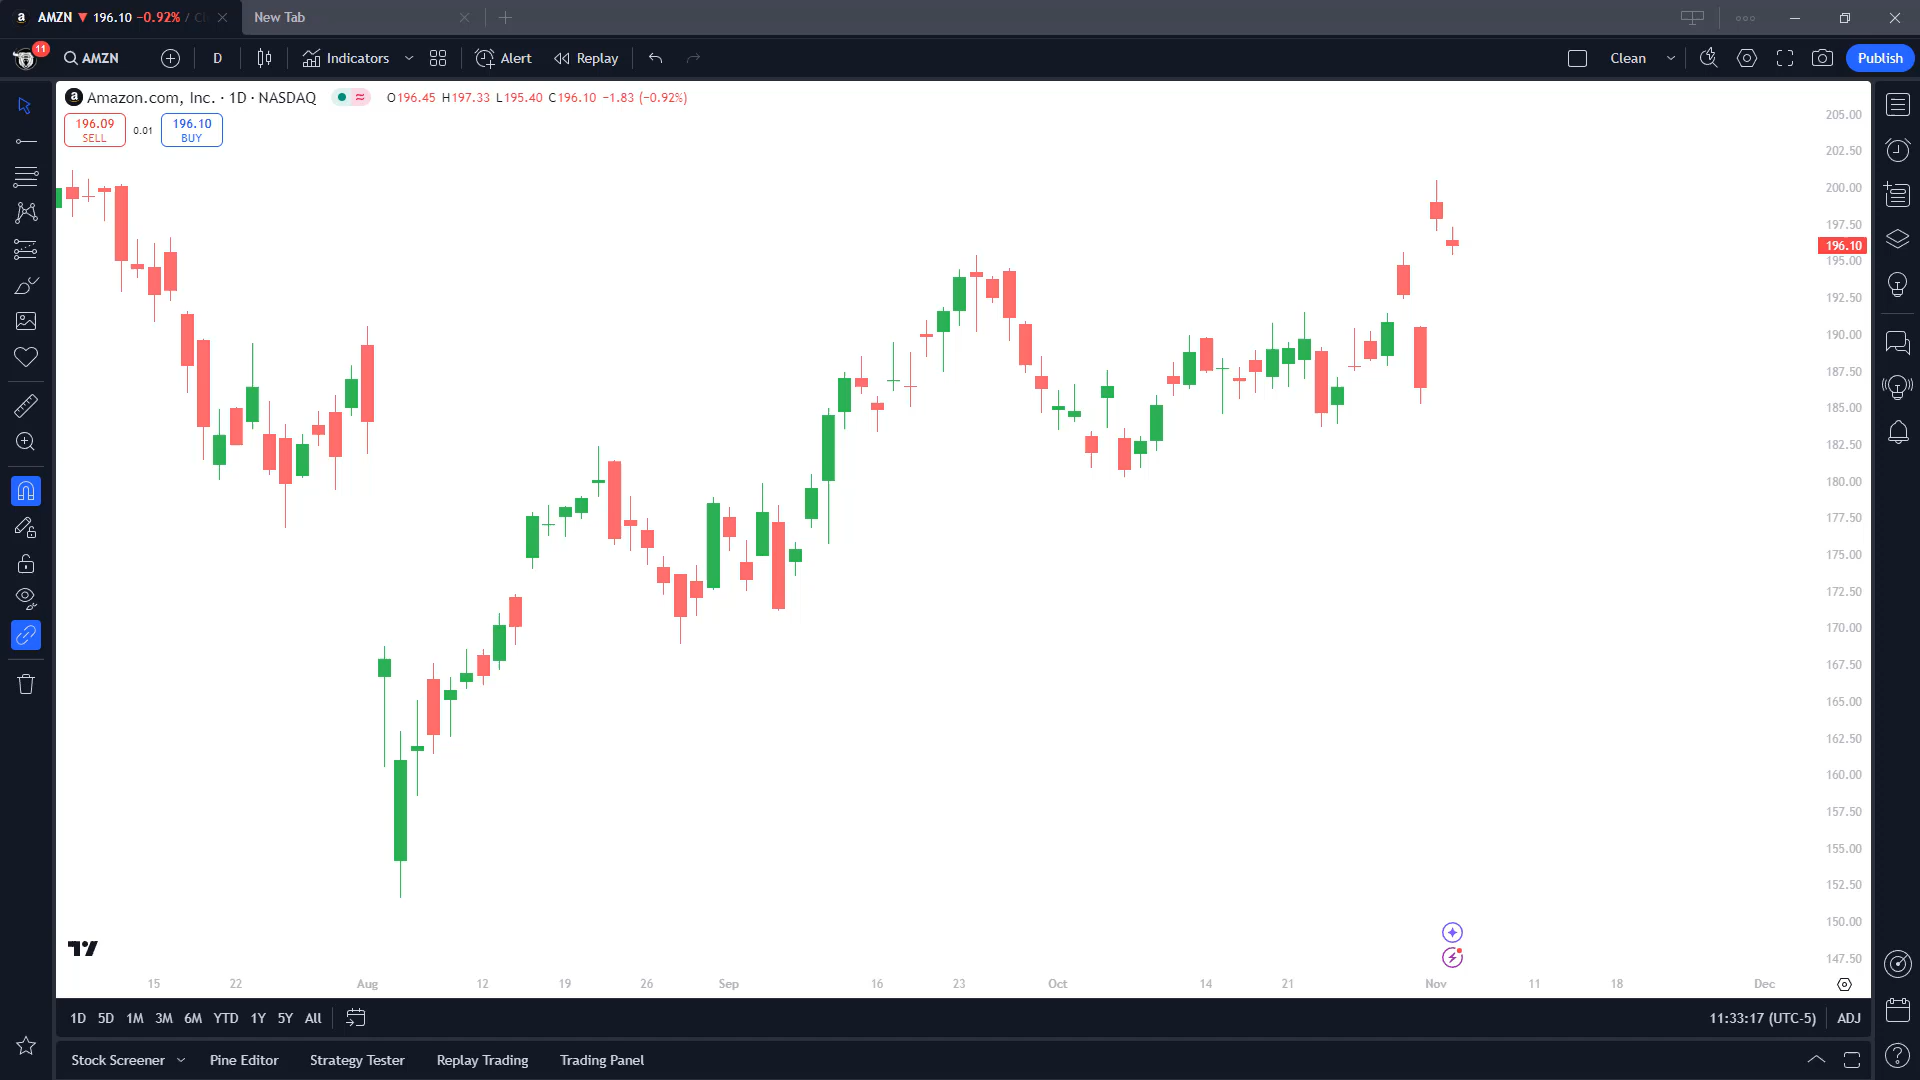 AMZN ▼ 196.10 −0.92% /
New Tab
11
AMZN
D
Indicators
Alert
Replay
Clean
Publish
Amazon.com, Inc. · 1D · NASDAQ
O196.45 H197.33 L195.40 C196.10 −1.83 (−0.92%)
196.09
SELL
0.01
196.10
BUY
205.00
202.50
200.00
197.50
196.10
195.00
192.50
190.00
187.50
185.00
182.50
180.00
177.50
175.00
172.50
170.00
167.50
165.00
162.50
160.00
157.50
155.00
152.50
150.00
147.50
15 22 Aug 12 19 26 Sep 16 23 Oct 14 21 Nov 11 18 Dec
1D 5D 1M 3M 6M YTD 1Y 5Y All
11:33:17 (UTC-5) ADJ
Stock Screener Pine Editor Strategy Tester Replay Trading Trading Panel